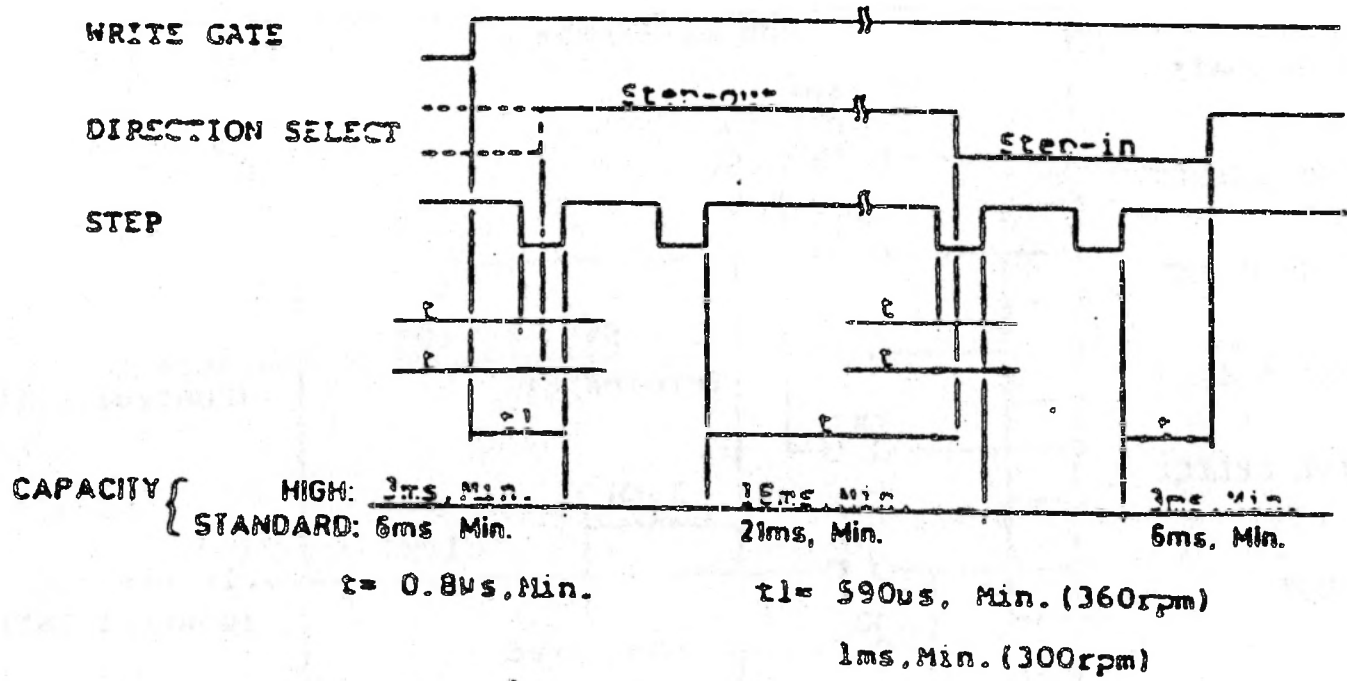 WRITE GATE
Step-out
DIRECTION SELECT
Step-in
STEP
t
t
t
t
t1
t
t
CAPACITY { HIGH: 3ms, Min. 16ms, Min. 3ms, Min.
STANDARD: 6ms Min. 21ms, Min. 6ms, Min.
t= 0.8us, Min. t1= 590us, Min. (360rpm)
1ms, Min. (300rpm)